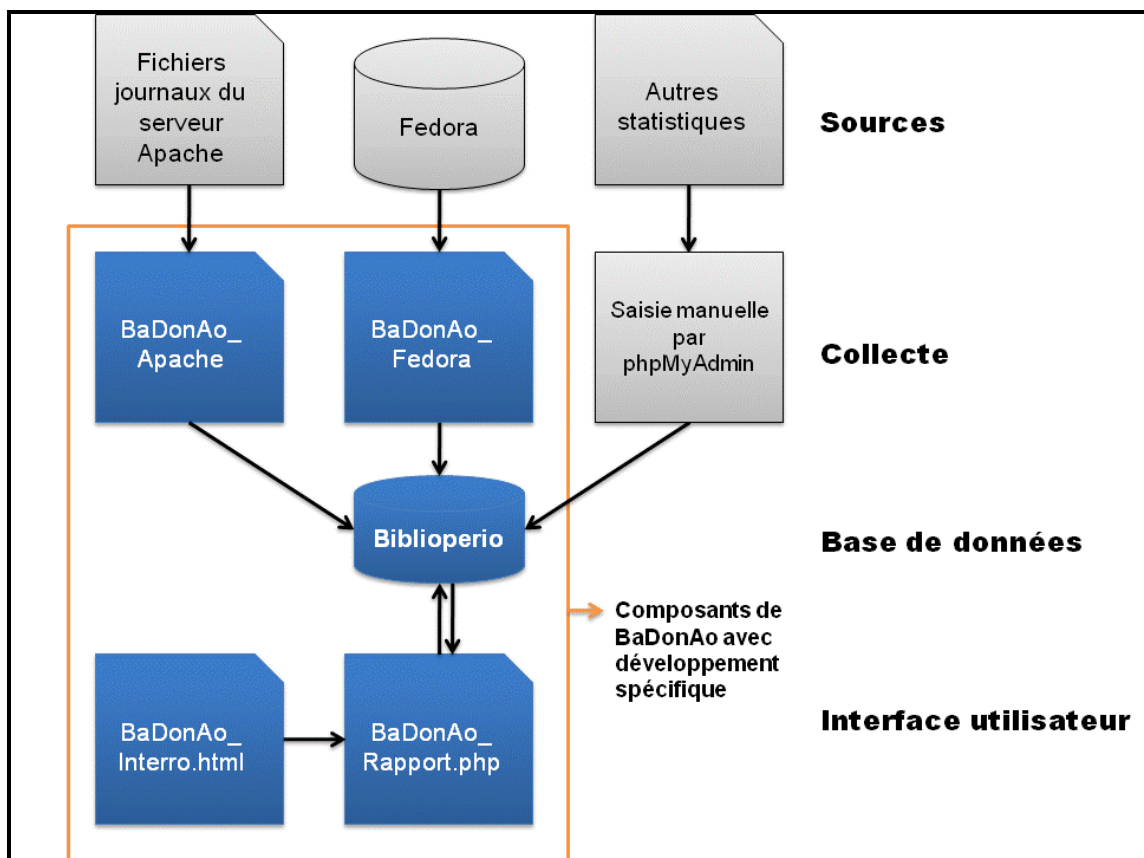 Fichiers
journaux du
serveur
Apache
Fedora
Autres
statistiques
Sources
BaDonAo_
Apache
BaDonAo_
Fedora
Saisie manuelle
par
phpMyAdmin
Collecte
Biblioperio
Base de données
Composants de
BaDonAo avec
développement
spécifique
BaDonAo_
Interro.html
BaDonAo_
Rapport.php
Interface utilisateur